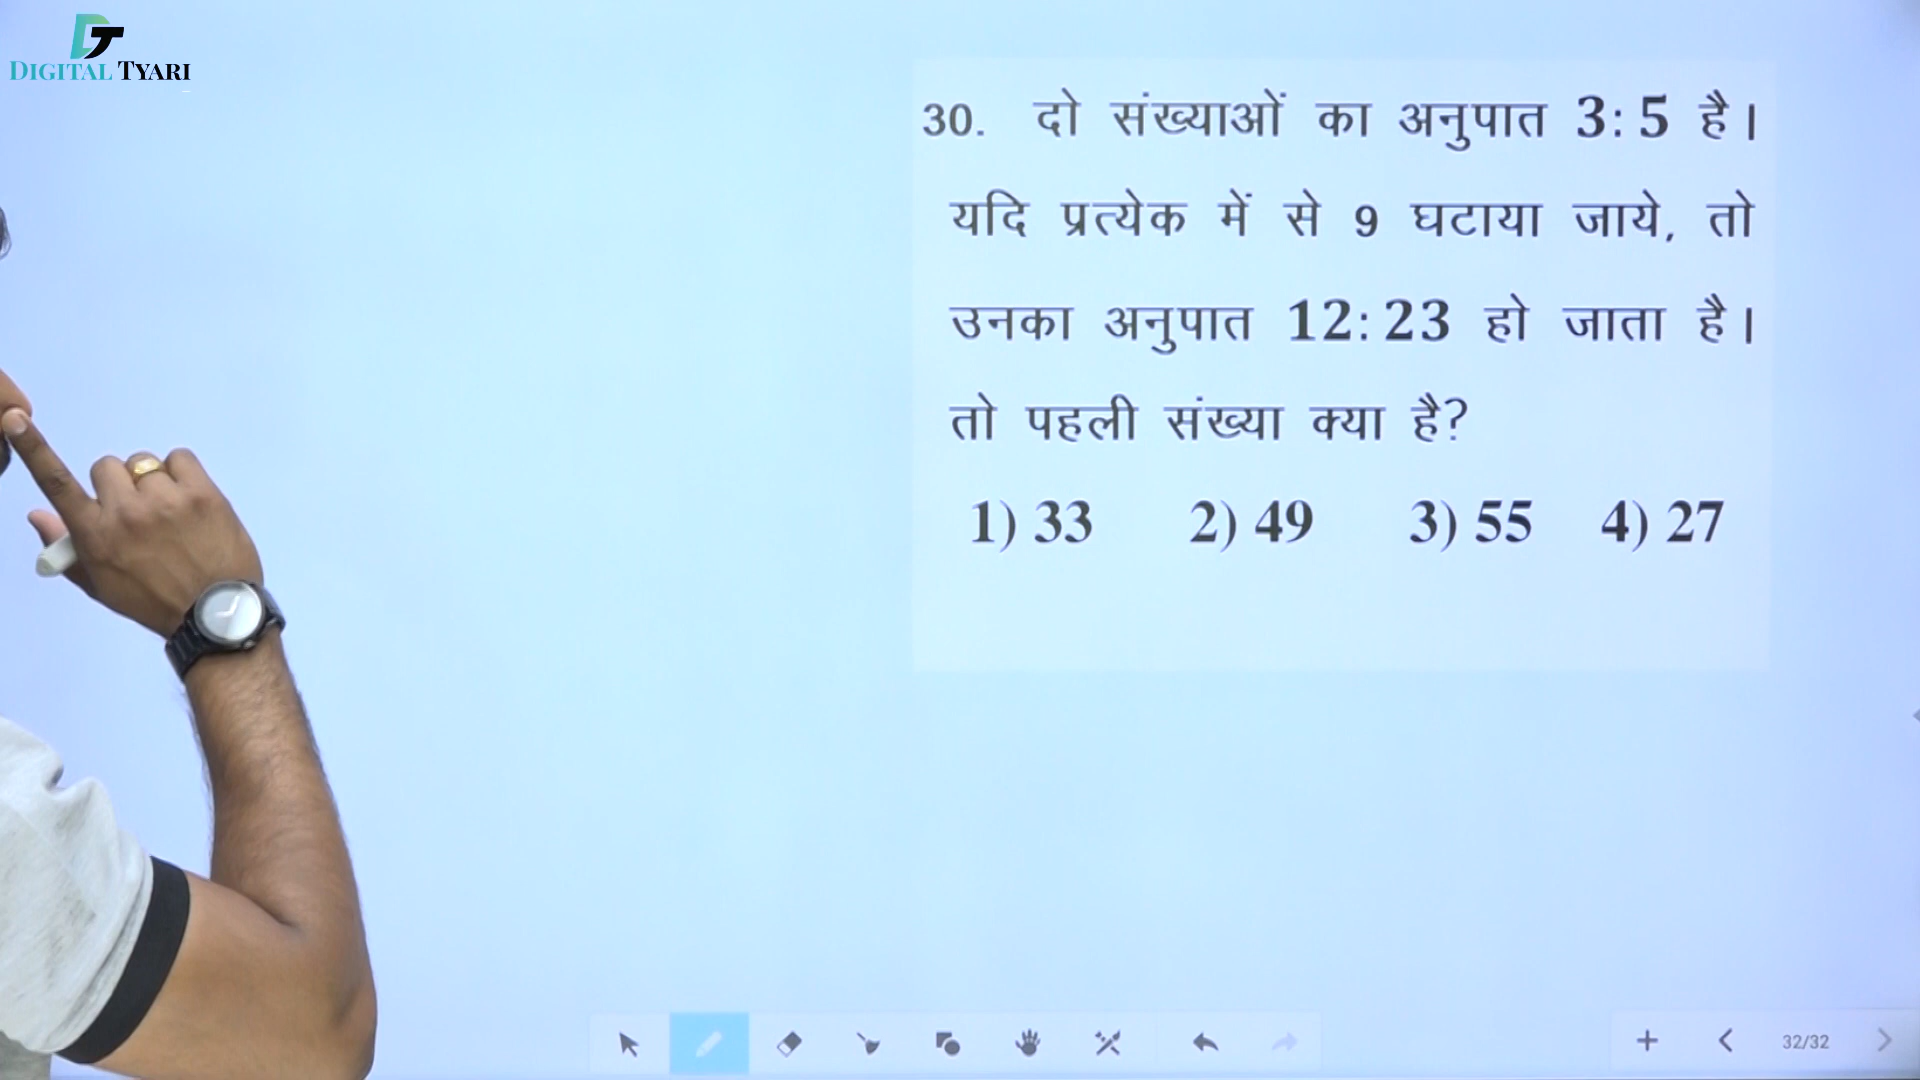 DIGITAL TYARI
30. दो संख्याओं का अनुपात 3:5 है।
यदि प्रत्येक में से 9 घटाया जाये, तो
उनका अनुपात 12:23 हो जाता है।
तो पहली संख्या क्या है?
1) 33 2) 49 3) 55 4) 27
32/32